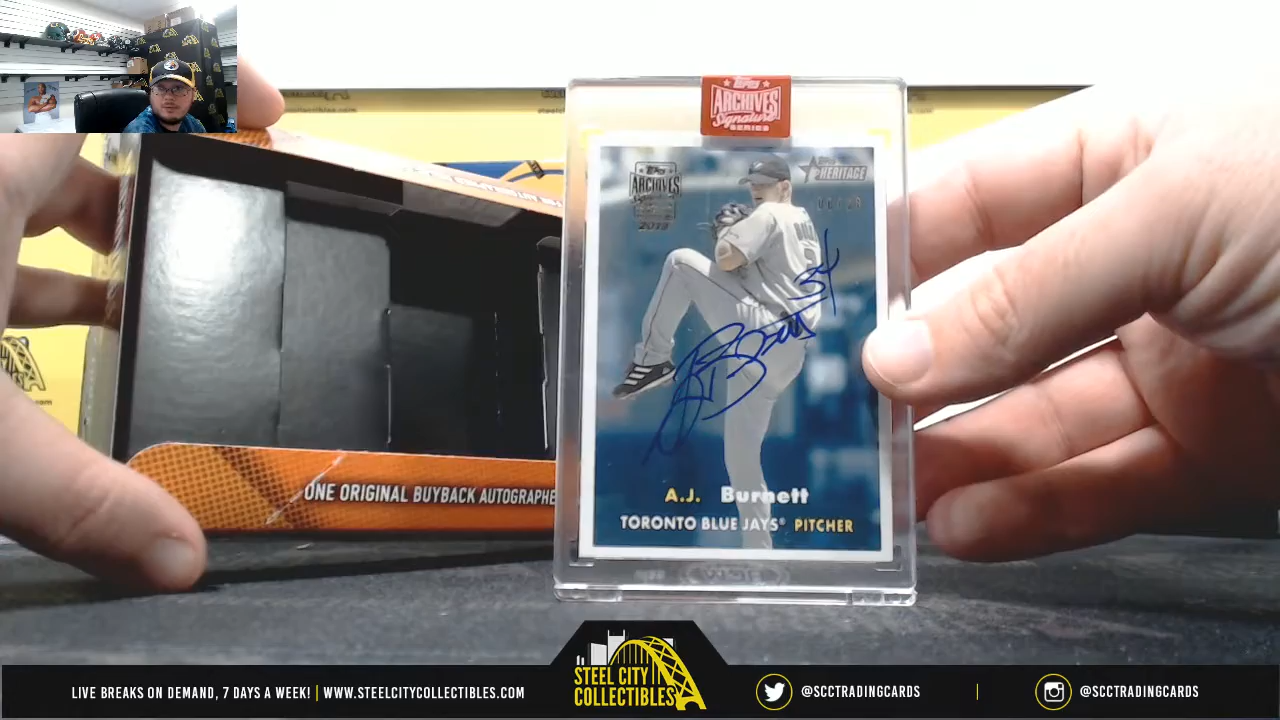 TOPPS
ARCHIVES
Signature
SERIES
TOPPS
ARCHIVES
2019
TOPPS
HERITAGE
34
A.J. Burnett
TORONTO BLUE JAYS® PITCHER
ONE ORIGINAL BUYBACK AUTOGRAPHE
STEEL CITY
COLLECTIBLES
LIVE BREAKS ON DEMAND, 7 DAYS A WEEK! | WWW.STEELCITYCOLLECTIBLES.COM
@SCCTRADINGCARDS | @SCCTRADINGCARDS